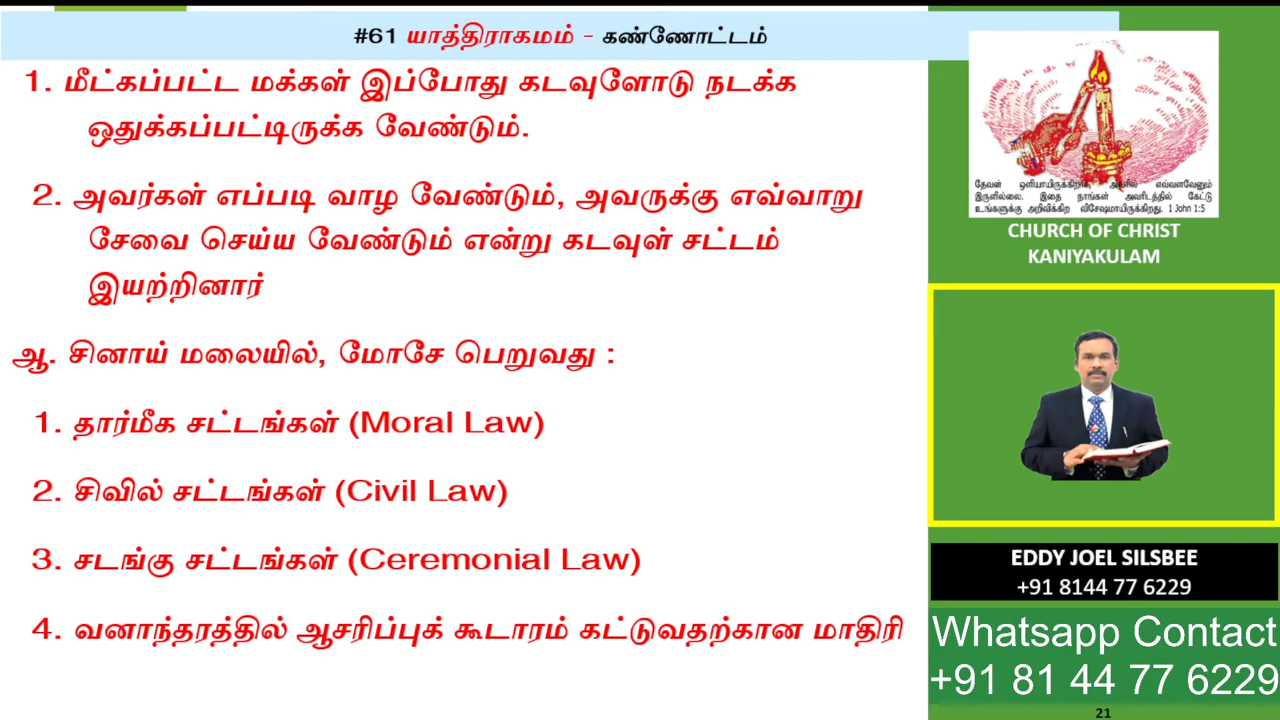 #61 யாத்திராகமம் - கண்ணோட்டம்
1. மீட்கப்பட்ட மக்கள் இப்போது கடவுளோடு நடக்க
ஒதுக்கப்பட்டிருக்க வேண்டும்.
2. அவர்கள் எப்படி வாழ வேண்டும், அவருக்கு எவ்வாறு
சேவை செய்ய வேண்டும் என்று கடவுள் சட்டம்
இயற்றினார்
ஆ. சினாய் மலையில், மோசே பெறுவது :
1. தார்மீக சட்டங்கள் (Moral Law)
2. சிவில் சட்டங்கள் (Civil Law)
3. சடங்கு சட்டங்கள் (Ceremonial Law)
4. வனாந்தரத்தில் ஆசரிப்புக் கூடாரம் கட்டுவதற்கான மாதிரி
தேவன் ஒளியாயிருக்கிறார், அவரில் எவ்வளவேனும்
இருளில்லை. இதை நாங்கள் அவரிடத்தில் கேட்டு
உங்களுக்கு அறிவிக்கிற விசேஷமாயிருக்கிறது. 1 John 1:5
CHURCH OF CHRIST
KANIYAKULAM
EDDY JOEL SILSBEE
+91 8144 77 6229
Whatsapp Contact
+91 81 44 77 6229
21